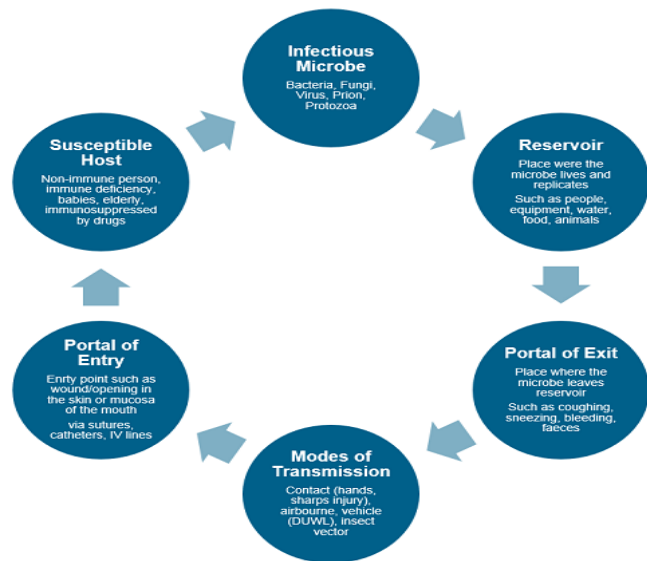 Infectious
Microbe
Bacteria, Fungi,
Virus, Prion,
Protozoa
Reservoir
Place were the
microbe lives and
replicates
Such as people,
equipment, water,
food, animals
Portal of Exit
Place where the
microbe leaves
reservoir
Such as coughing,
sneezing, bleeding,
faeces
Modes of
Transmission
Contact (hands,
sharps injury),
airbourne, vehicle
(DUWL), insect
vector
Portal of
Entry
Enrty point such as
wound/opening in
the skin or mucosa
of the mouth
via sutures,
catheters, IV lines
Susceptible
Host
Non-immune person,
immune deficiency,
babies, elderly,
immunosuppressed
by drugs